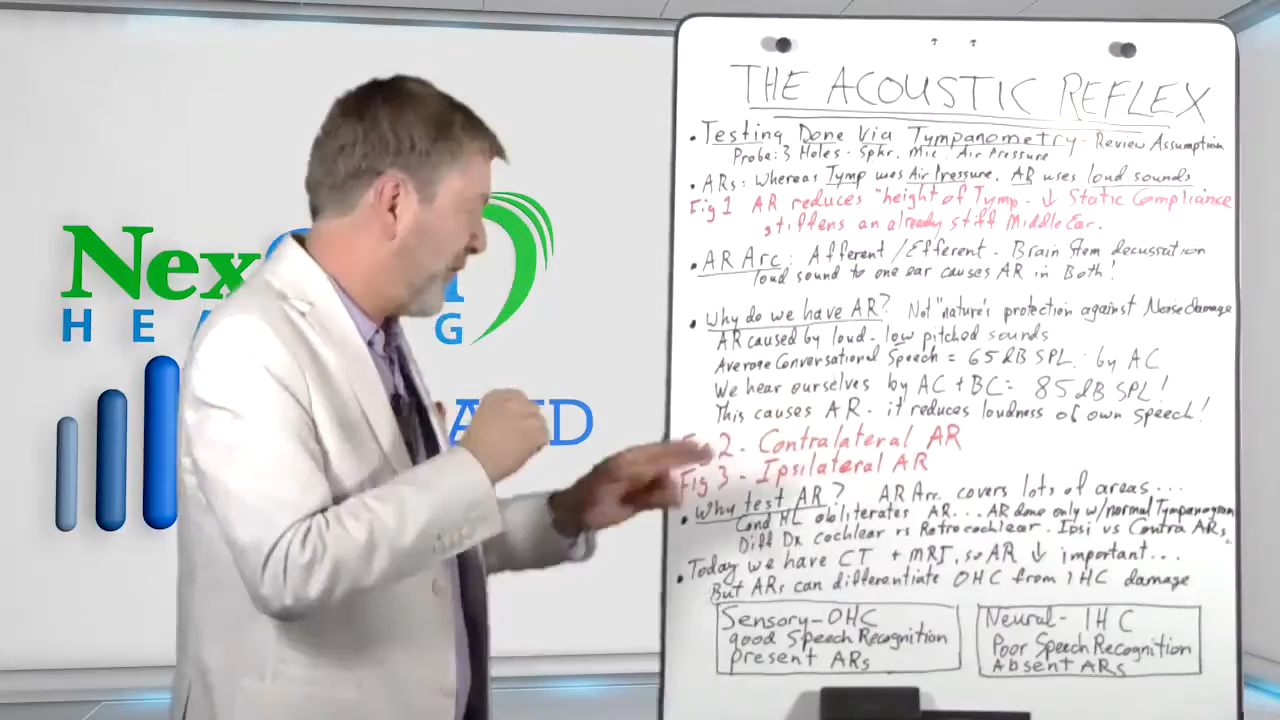 Nex
HE G
AND
THE ACOUSTIC REFLEX
• Testing Done Via Tympanometry - Review Assumption
Probe: 3 Holes - Spkr, Mic, Air Pressure
• ARs: Whereas Tymp uses Air Pressure, AR uses loud sounds
Fig 1 AR reduces "height of Tymp. ↓ Static Compliance
stiffens an already stiff Middle Ear.
• AR Arc: Afferent/Efferent - Brain Stem decussation
loud sound to one ear causes AR in Both!
• Why do we have AR? Not "nature's protection against Noise damage
AR caused by loud - low pitched sounds
Average Conversational Speech = 65 dB SPL: by AC
We hear ourselves by AC + BC = 85 dB SPL!
This causes AR - it reduces loudness of own speech!
2 - Contralateral AR
Fig 3 - Ipsilateral AR
• Why test AR? AR Arc covers lots of areas...
Cond HL obliterates AR... AR done only w/normal Tympanogram
Diff Dx cochlear vs Retrocochlear. Ipsi vs Contra ARs.
• Today we have CT + MRI, so AR ↓ important...
But ARs can differentiate OHC from IHC damage
Sensory - OHC
good Speech Recognition
present ARs
Neural - IHC
Poor Speech Recognition
Absent ARs